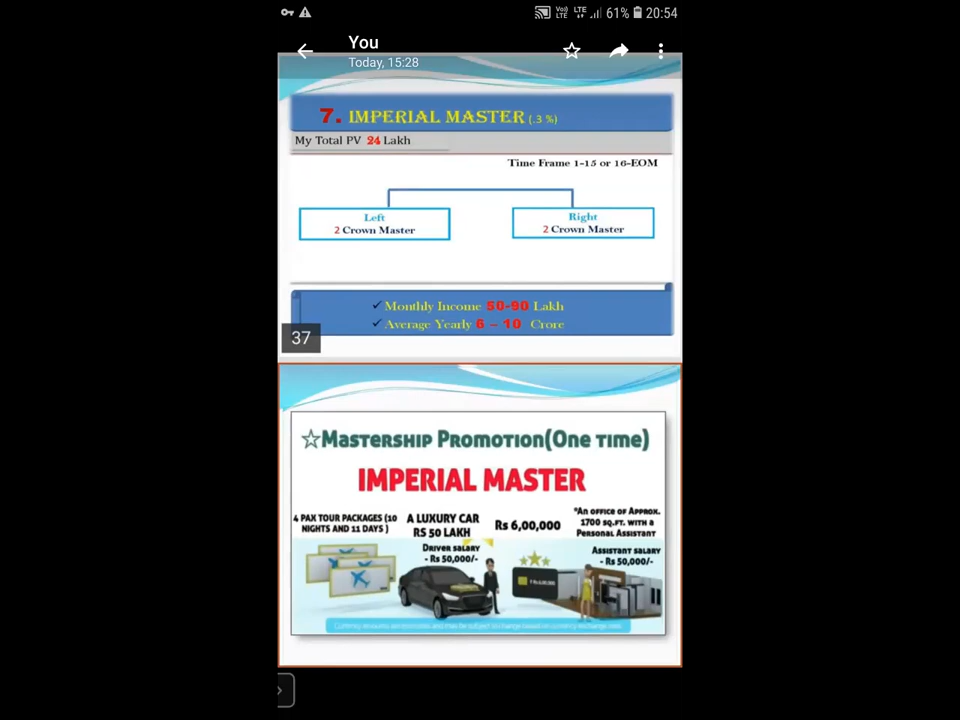 LTE 61% 20:54
You
Today, 15:28
7. IMPERIAL MASTER (.3 %)
My Total PV 24 Lakh
Time Frame 1-15 or 16-EOM
Left
2 Crown Master
Right
2 Crown Master
✓ Monthly Income 50-90 Lakh
✓ Average Yearly 6 – 10 Crore
37
☆Mastership Promotion(One time)
IMPERIAL MASTER
4 PAX TOUR PACKAGES (10
NIGHTS AND 11 DAYS )
A LUXURY CAR
RS 50 LAKH
Rs 6,00,000
*An office of Approx.
1700 sq.ft. with a
Personal Assistant
Driver salary
- Rs 50,000/-
Assistant salary
- Rs 50,000/-